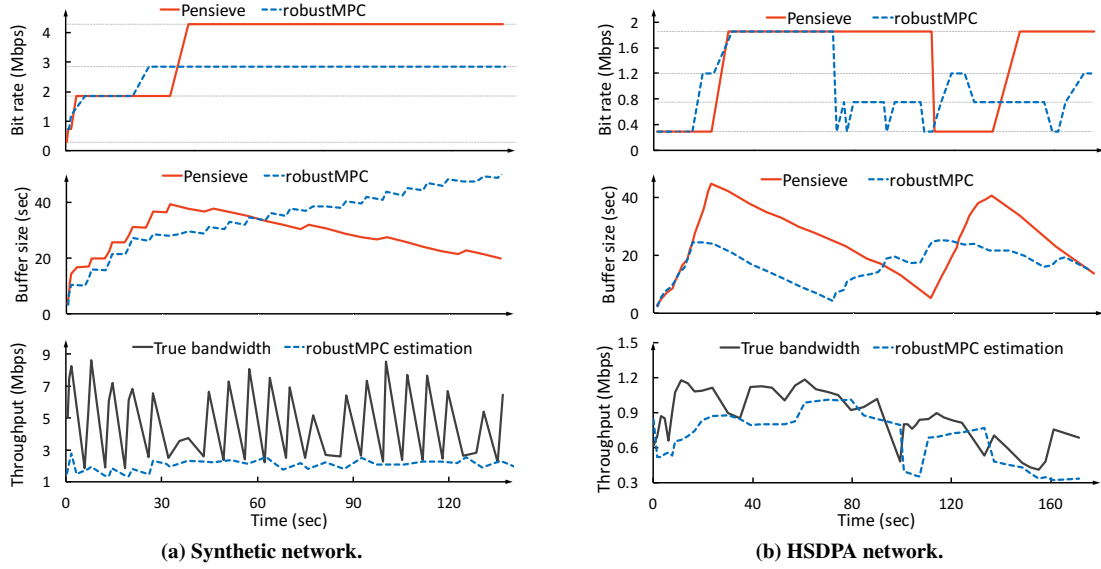 Pensieve robustMPC
Bit rate (Mbps)
4
3
2
1
0
Pensieve robustMPC
Buffer size (sec)
40
20
0
True bandwidth robustMPC estimation
Throughput (Mbps)
9
7
5
3
1
0 30 60 90 120
Time (sec)
(a) Synthetic network.
Pensieve robustMPC
Bit rate (Mbps)
2
1.6
1.2
0.8
0.4
0
Pensieve robustMPC
Buffer size (sec)
40
20
0
True bandwidth robustMPC estimation
Throughput (Mbps)
1.5
1.2
0.9
0.6
0.3
0 40 80 120 160
Time (sec)
(b) HSDPA network.